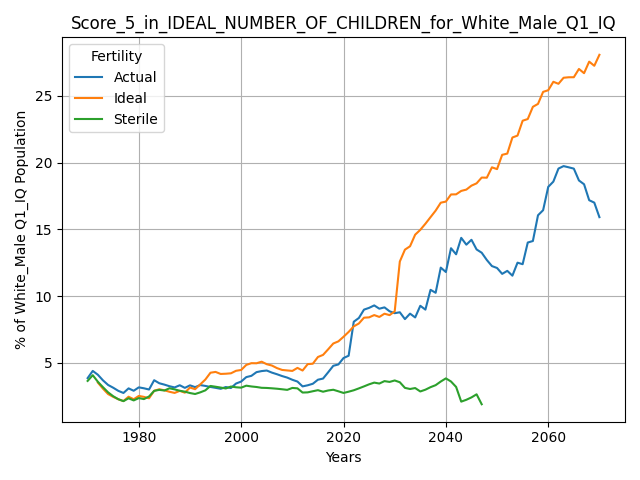 Score_5_in_IDEAL_NUMBER_OF_CHILDREN_for_White_Male_Q1_IQ
Fertility
Actual
Ideal
Sterile
% of White_Male Q1_IQ Population
25
20
15
10
5
1980 2000 2020 2040 2060
Years